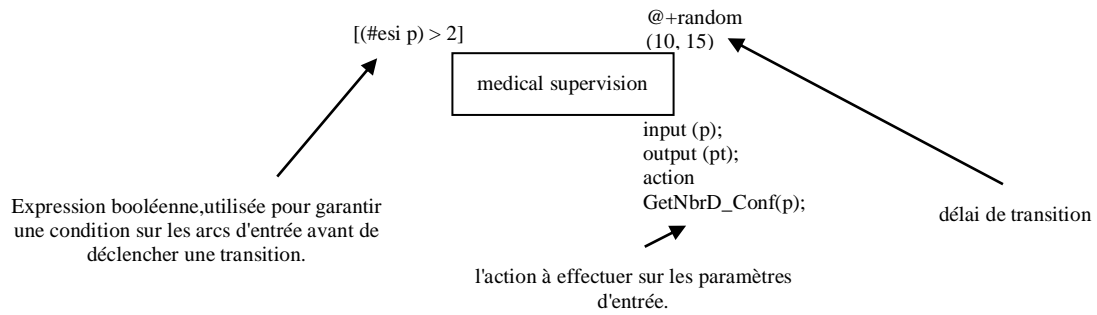 [(#esi p) > 2]
@+random
(10, 15)
medical supervision
input (p);
output (pt);
action
GetNbrD_Conf(p);
Expression booléenne,utilisée pour garantir
une condition sur les arcs d'entrée avant de
déclencher une transition.
délai de transition
l'action à effectuer sur les paramètres
d'entrée.